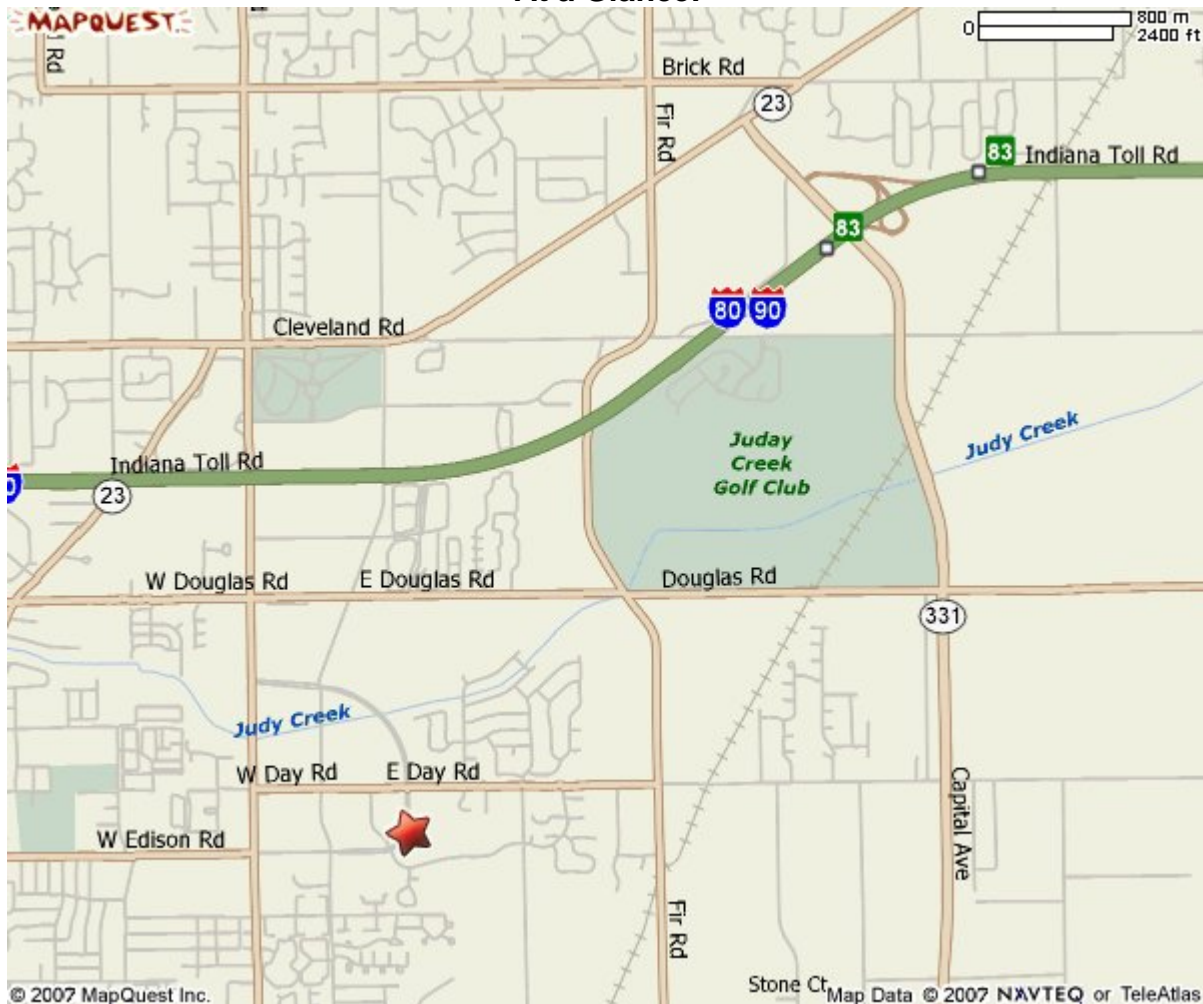 MAPQUEST
800 m
0
2400 ft
Rd
Brick Rd
23
Fir Rd
83
Indiana Toll Rd
83
80
90
Cleveland Rd
Juday
Creek
Golf Club
Judy Creek
Indiana Toll Rd
23
W Douglas Rd
E Douglas Rd
Douglas Rd
331
Judy Creek
W Day Rd
E Day Rd
Capital Ave
W Edison Rd
Fir Rd
Stone Ct
© 2007 MapQuest Inc.
Map Data © 2007 NAVTEQ or TeleAtlas